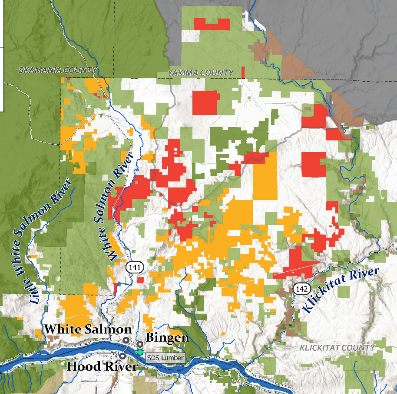 SKAMANIA COUNTY
YAKIMA COUNTY
Little White Salmon River
White Salmon River
141
142
Klickitat River
White Salmon
Bingen
SDS Lumber
Hood River
KLICKITAT COUNTY